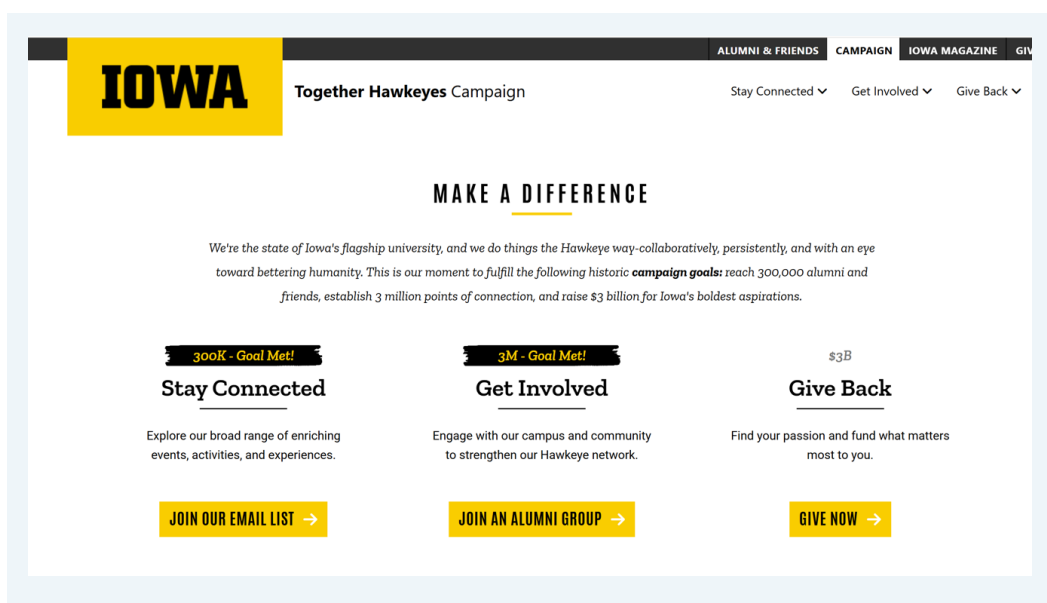 ALUMNI & FRIENDS CAMPAIGN IOWA MAGAZINE GIV
IOWA
Together Hawkeyes Campaign
Stay Connected Get Involved Give Back
MAKE A DIFFERENCE
We're the state of Iowa's flagship university, and we do things the Hawkeye way-collaboratively, persistently, and with an eye
toward bettering humanity. This is our moment to fulfill the following historic campaign goals: reach 300,000 alumni and
friends, establish 3 million points of connection, and raise $3 billion for Iowa's boldest aspirations.
300K - Goal Met!
Stay Connected
Explore our broad range of enriching
events, activities, and experiences.
JOIN OUR EMAIL LIST →
3M - Goal Met!
Get Involved
Engage with our campus and community
to strengthen our Hawkeye network.
JOIN AN ALUMNI GROUP →
$3B
Give Back
Find your passion and fund what matters
most to you.
GIVE NOW →